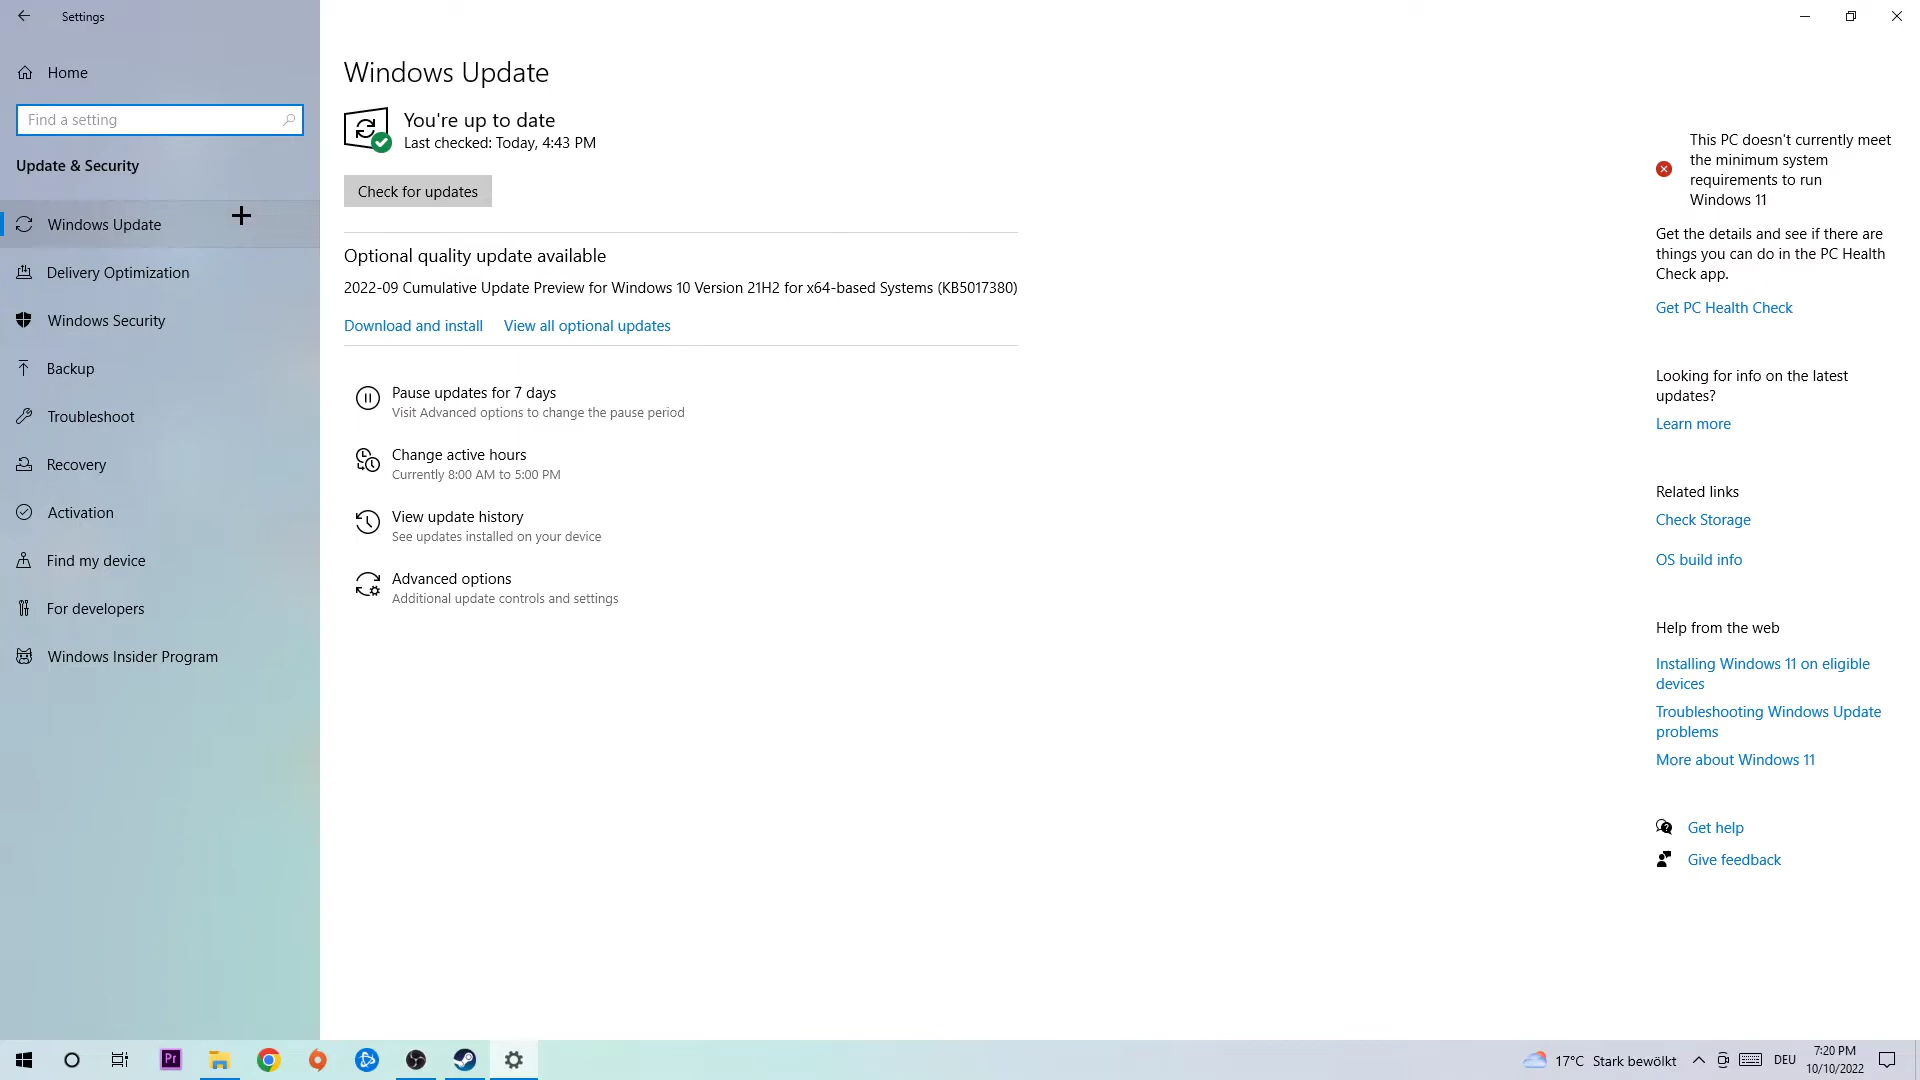 Settings
Home
Find a setting
Update & Security
Windows Update
Delivery Optimization
Windows Security
Backup
Troubleshoot
Recovery
Activation
Find my device
For developers
Windows Insider Program
Windows Update
You're up to date
Last checked: Today, 4:43 PM
Check for updates
Optional quality update available
2022-09 Cumulative Update Preview for Windows 10 Version 21H2 for x64-based Systems (KB5017380)
Download and install View all optional updates
Pause updates for 7 days
Visit Advanced options to change the pause period
Change active hours
Currently 8:00 AM to 5:00 PM
View update history
See updates installed on your device
Advanced options
Additional update controls and settings
This PC doesn't currently meet
the minimum system
requirements to run
Windows 11
Get the details and see if there are
things you can do in the PC Health
Check app.
Get PC Health Check
Looking for info on the latest
updates?
Learn more
Related links
Check Storage
OS build info
Help from the web
Installing Windows 11 on eligible
devices
Troubleshooting Windows Update
problems
More about Windows 11
Get help
Give feedback
Pr
17°C Stark bewölkt
DEU
7:20 PM
10/10/2022